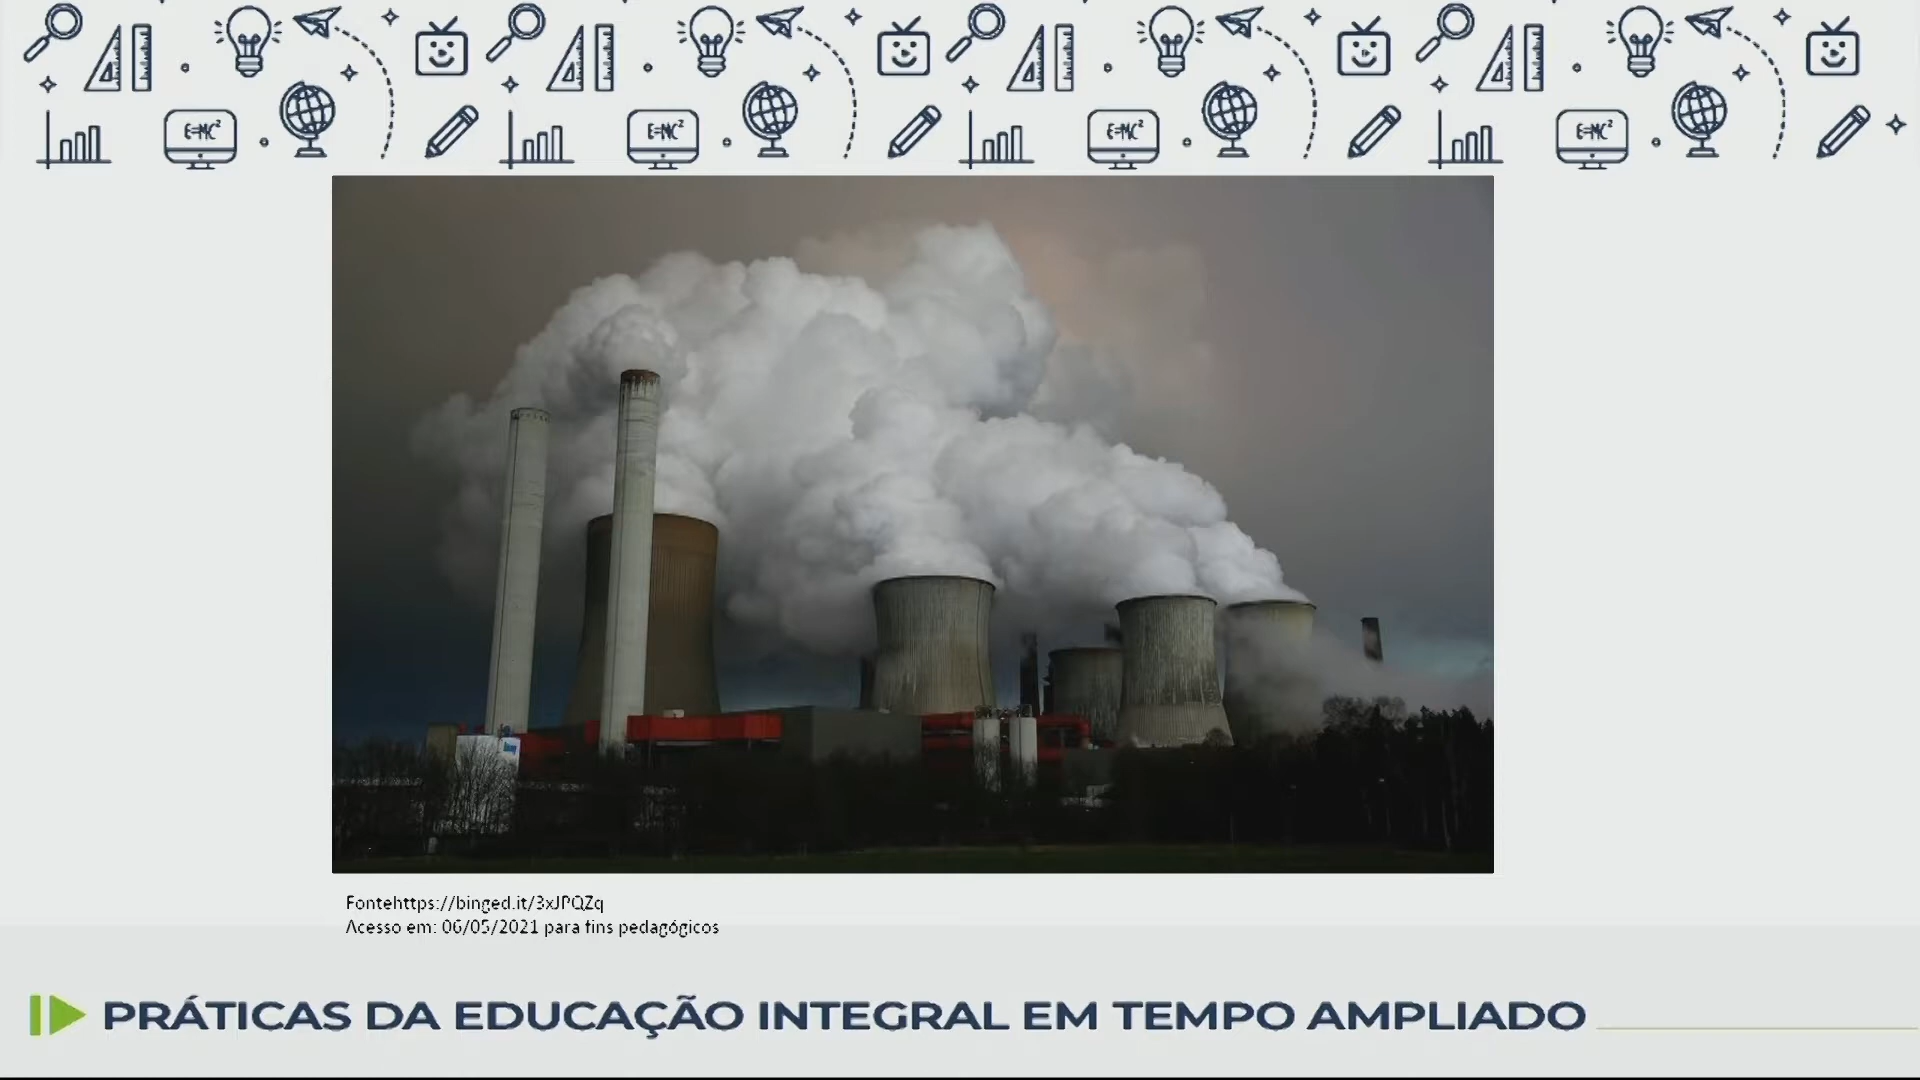 E=MC² E=MC² E=MC² E=MC²
Fontehttps://binged.it/3xJPQZq
Acesso em: 06/05/2021 para fins pedagógicos
PRÁTICAS DA EDUCAÇÃO INTEGRAL EM TEMPO AMPLIADO